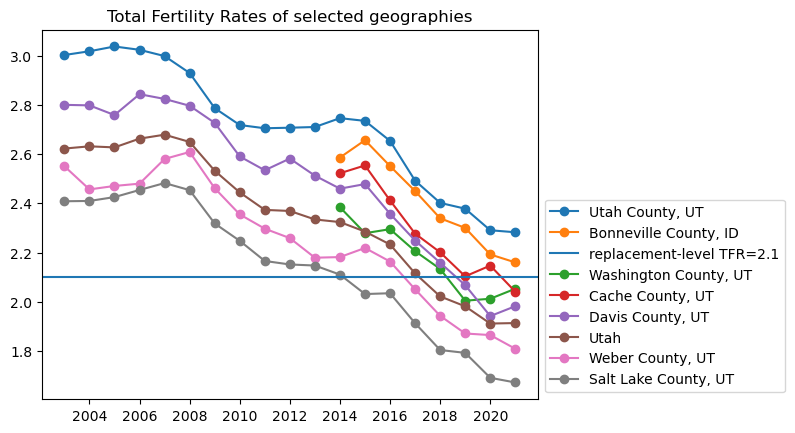 Total Fertility Rates of selected geographies
3.0
2.8
2.6
2.4
2.2
2.0
1.8
2004 2006 2008 2010 2012 2014 2016 2018 2020
Utah County, UT
Bonneville County, ID
replacement-level TFR=2.1
Washington County, UT
Cache County, UT
Davis County, UT
Utah
Weber County, UT
Salt Lake County, UT